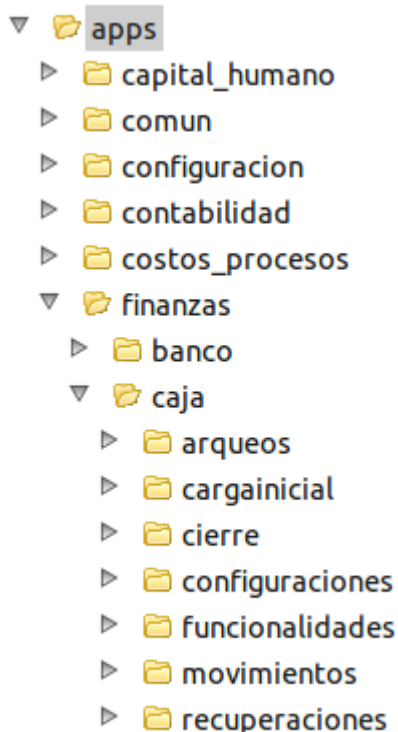 apps
capital_humano
comun
configuracion
contabilidad
costos_procesos
finanzas
banco
caja
arqueos
cargainicial
cierre
configuraciones
funcionalidades
movimientos
recuperaciones